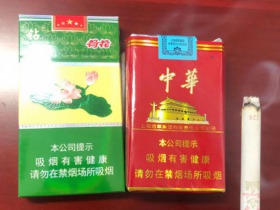 钻
荷花
本公司提示
吸烟有害健康
请勿在禁烟场所吸烟
中華
本公司提示
吸烟有害健康
请勿在禁烟场所吸烟